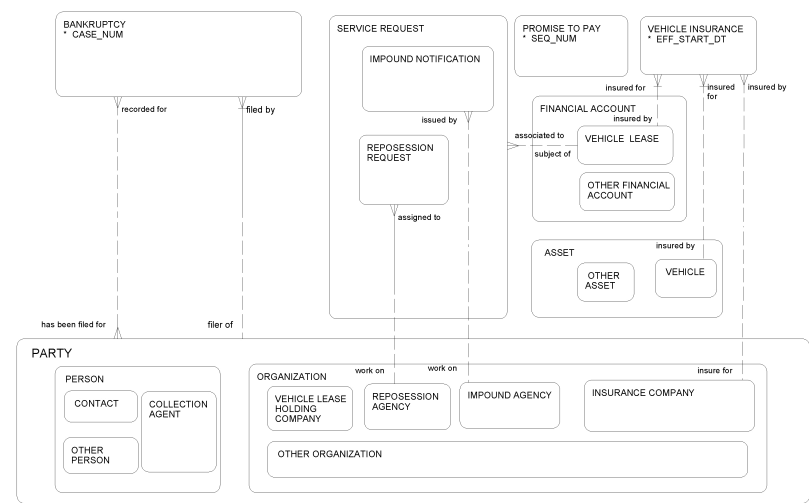 BANKRUPTCY
* CASE_NUM
SERVICE REQUEST
IMPOUND NOTIFICATION
PROMISE TO PAY
* SEQ_NUM
VEHICLE INSURANCE
* EFF_START_DT
recorded for
filed by
issued by
insured for
insured
for
insured by
FINANCIAL ACCOUNT
insured by
associated to
VEHICLE LEASE
subject of
REPOSESSION
REQUEST
OTHER FINANCIAL
ACCOUNT
assigned to
ASSET
insured by
OTHER
ASSET
VEHICLE
has been filed for
filer of
PARTY
work on
work on
insure for
PERSON
CONTACT
COLLECTION
AGENT
OTHER
PERSON
ORGANIZATION
VEHICLE LEASE
HOLDING
COMPANY
REPOSESSION
AGENCY
IMPOUND AGENCY
INSURANCE COMPANY
OTHER ORGANIZATION